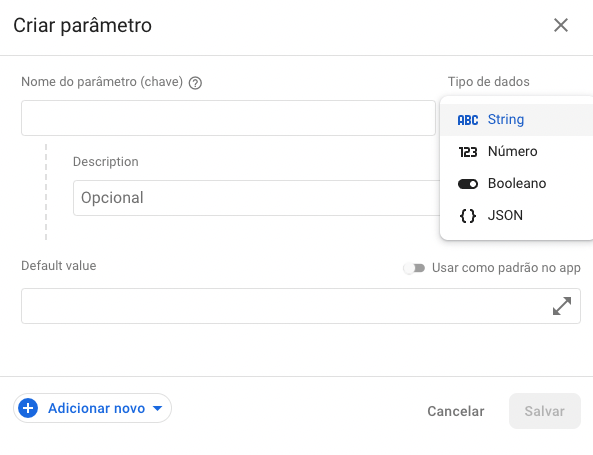 Criar parâmetro
Nome do parâmetro (chave)
Tipo de dados
ABC String
123 Número
Booleano
{} JSON
Description
Opcional
Default value
Usar como padrão no app
Adicionar novo
Cancelar
Salvar